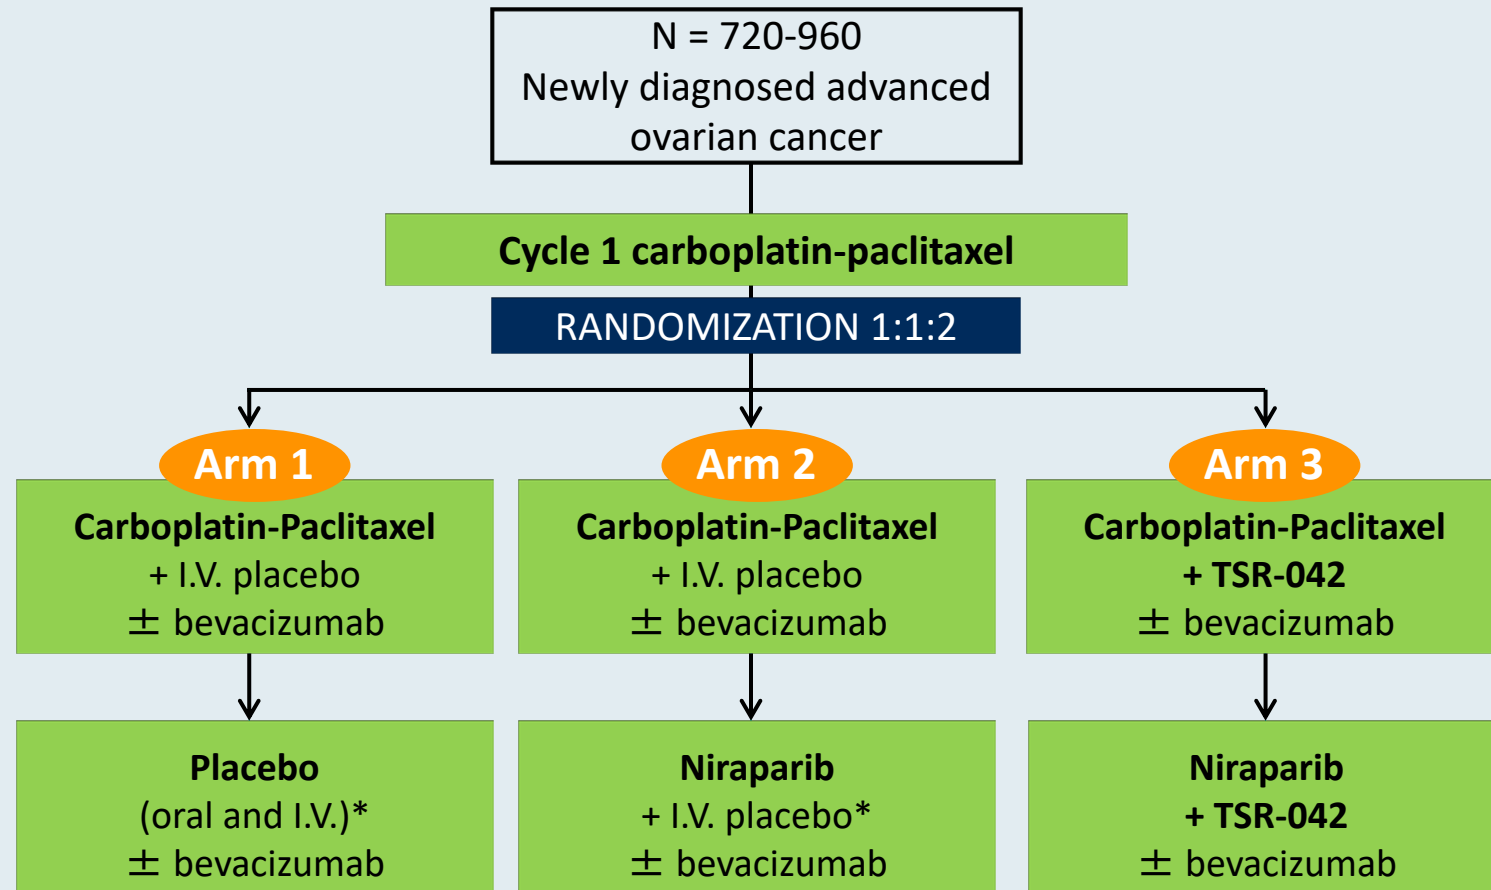 N = 720-960
Newly diagnosed advanced
ovarian cancer
Cycle 1 carboplatin-paclitaxel
RANDOMIZATION 1:1:2
Arm 1
Carboplatin-Paclitaxel
+ I.V. placebo
± bevacizumab
Placebo
(oral and I.V.)*
± bevacizumab
Arm 2
Carboplatin-Paclitaxel
+ I.V. placebo
± bevacizumab
Niraparib
+ I.V. placebo*
± bevacizumab
Arm 3
Carboplatin-Paclitaxel
+ TSR-042
± bevacizumab
Niraparib
+ TSR-042
± bevacizumab